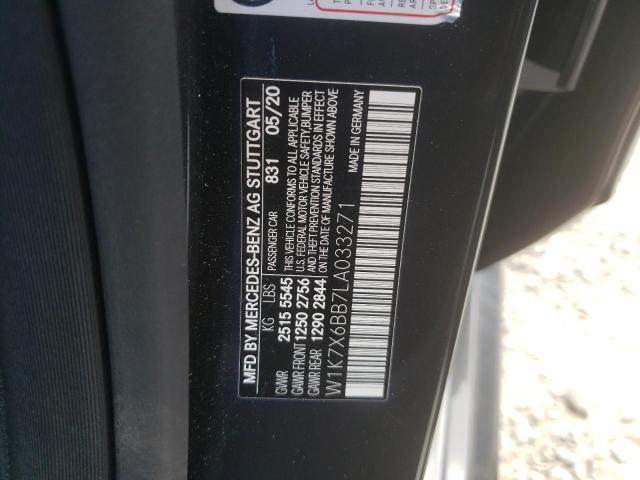 MFD BY MERCEDES-BENZ AG STUTTGART
KG LBS PASSENGER CAR 831 05/20
GVWR 2515 5545 THIS VEHICLE CONFORMS TO ALL APPLICABLE
GAWR FRONT 1250 2756 U.S. FEDERAL MOTOR VEHICLE SAFETY, BUMPER
GAWR REAR 1290 2844 AND THEFT PREVENTION STANDARDS IN EFFECT
ON THE DATE OF MANUFACTURE SHOWN ABOVE
W1K7X6BB7LA033271 MADE IN GERMANY